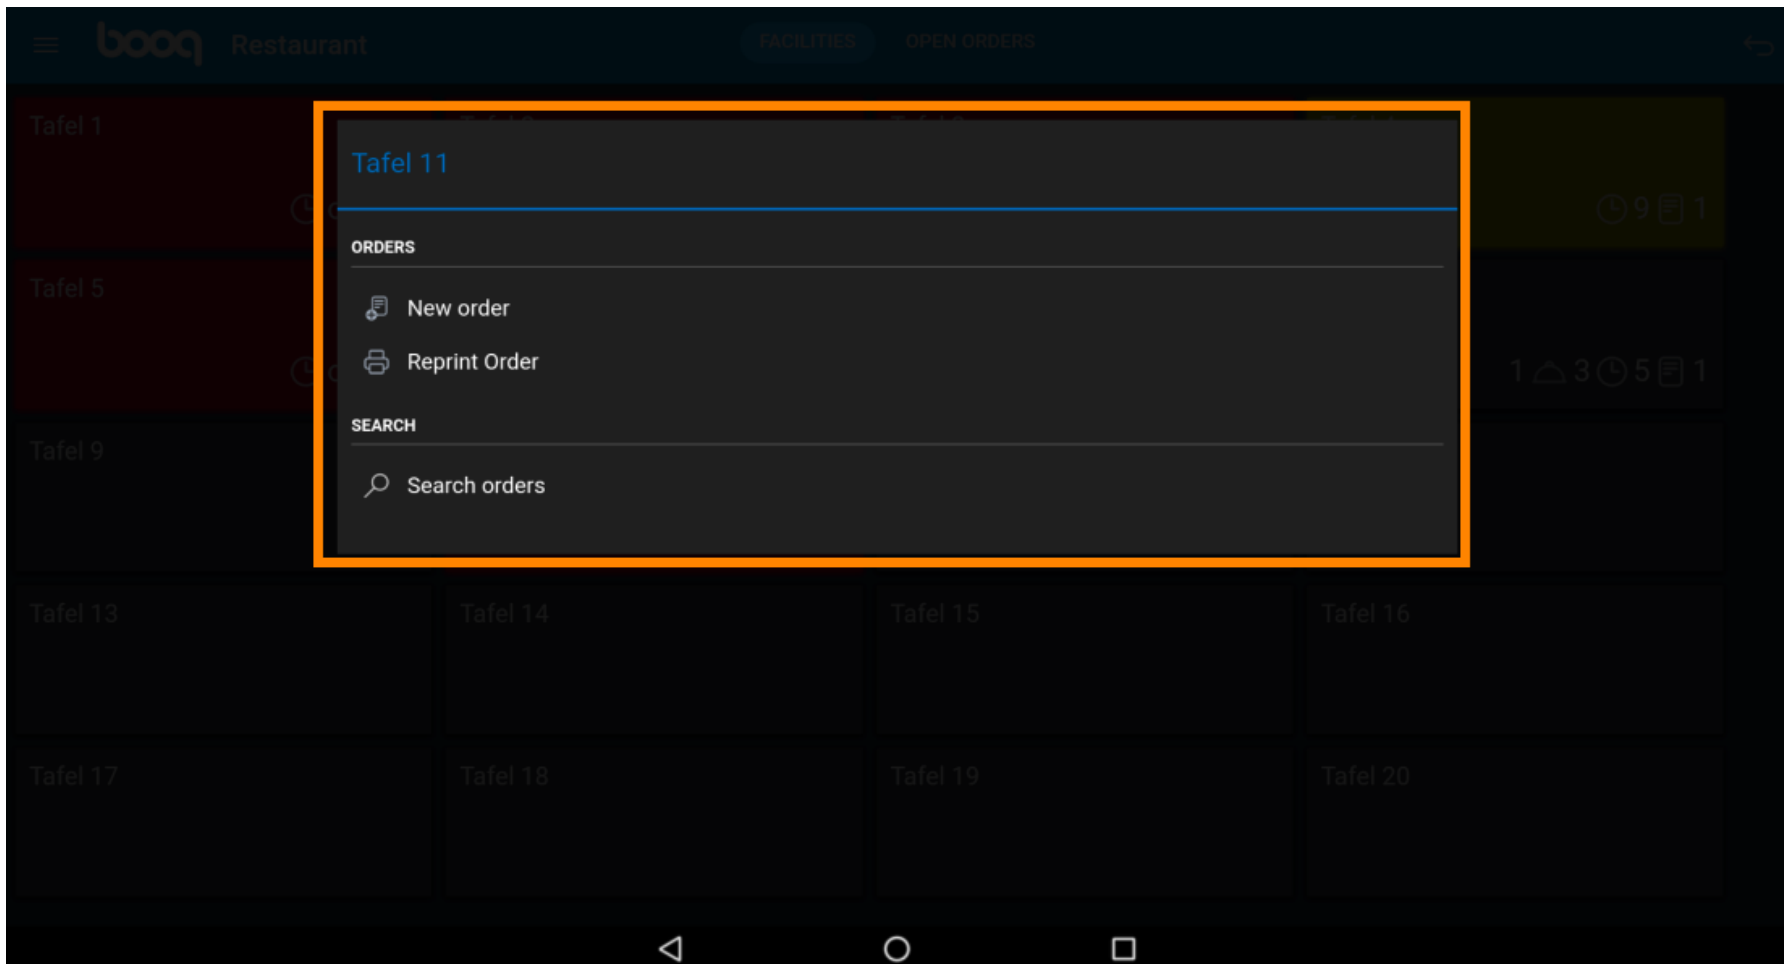 booq Restaurant FACILITIES OPEN ORDERS
Tafel 1
Tafel 11
9 1
ORDERS
Tafel 5
New order
Reprint Order
1 3 5 1
SEARCH
Tafel 9
Search orders
Tafel 13 Tafel 14 Tafel 15 Tafel 16
Tafel 17 Tafel 18 Tafel 19 Tafel 20